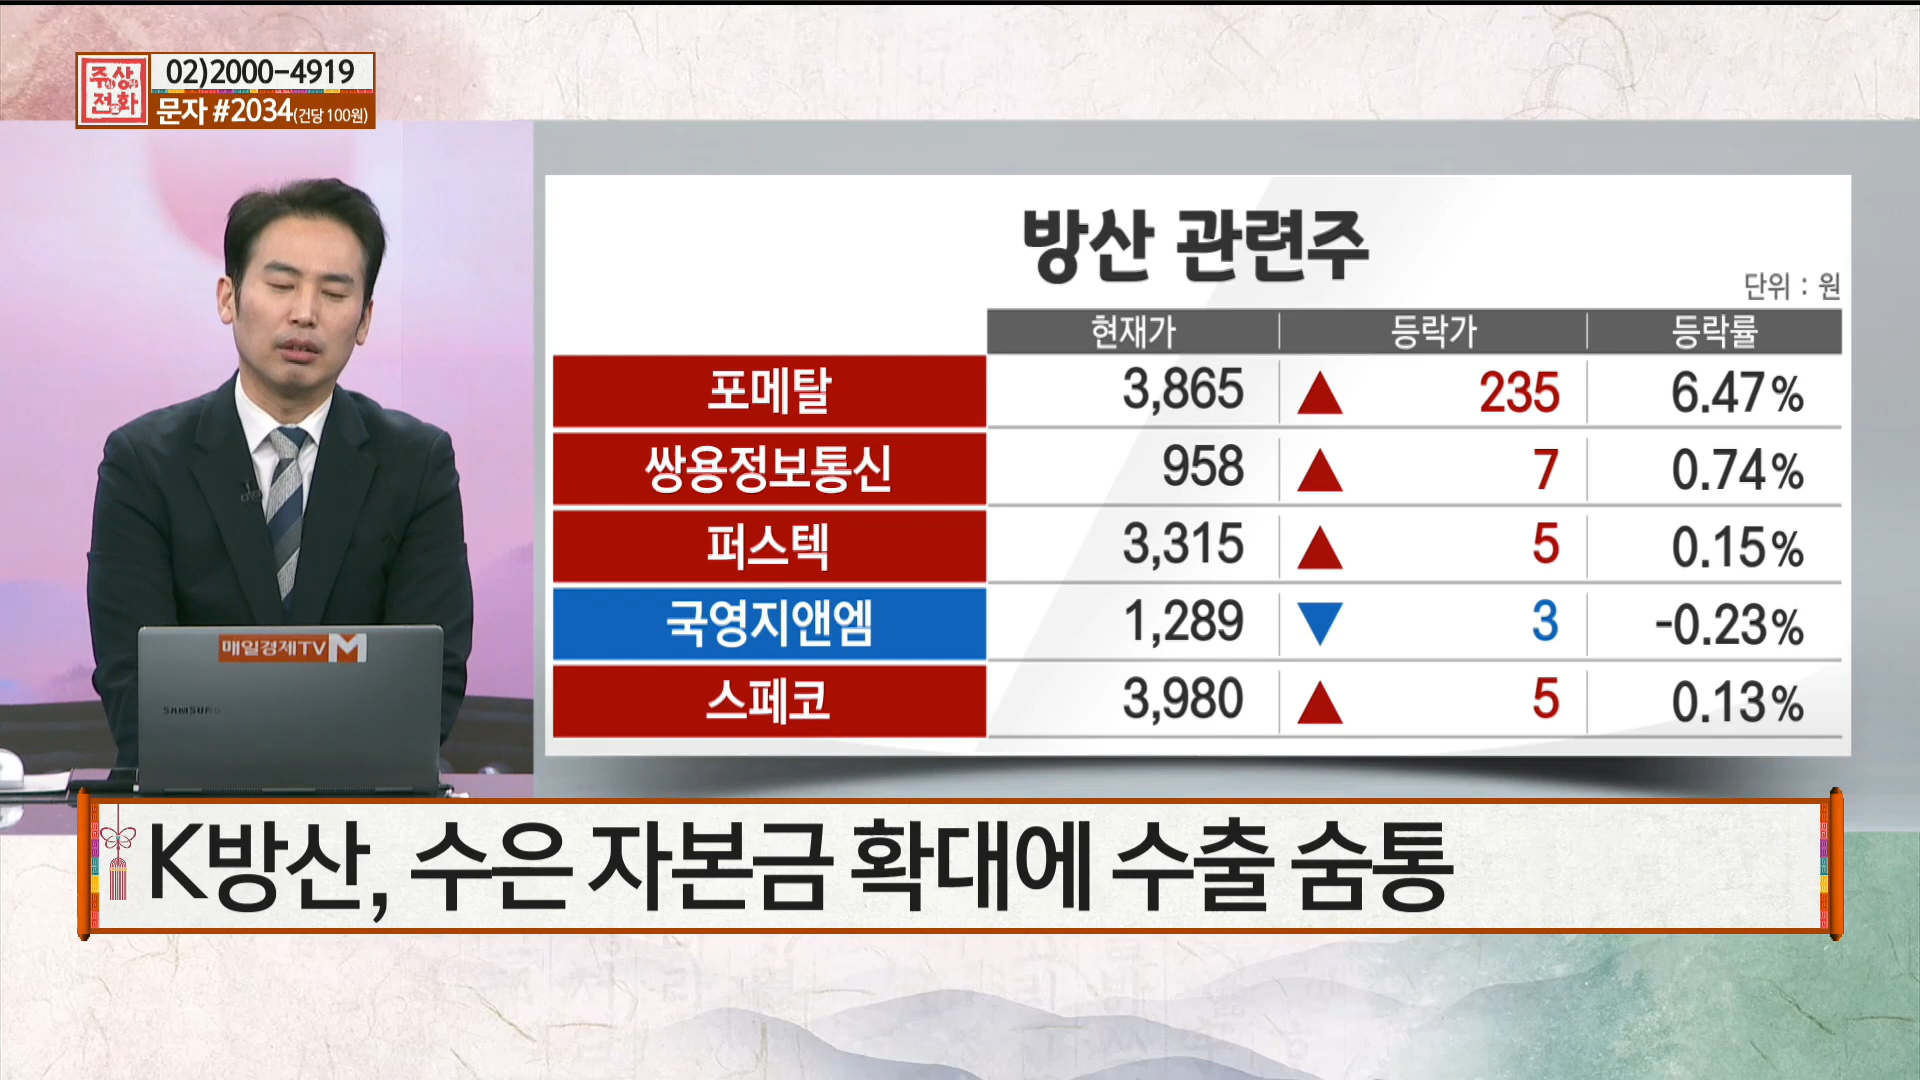 주상전화
02)2000-4919
문자 #2034(건당 100원)
방산 관련주
단위 : 원
현재가 등락가 등락률
포메탈 3,865 ▲ 235 6.47%
쌍용정보통신 958 ▲ 7 0.74%
퍼스텍 3,315 ▲ 5 0.15%
국영지앤엠 1,289 ▼ 3 -0.23%
스페코 3,980 ▲ 5 0.13%
매일경제TV M
SAMSUNG
K방산, 수은 자본금 확대에 수출 숨통